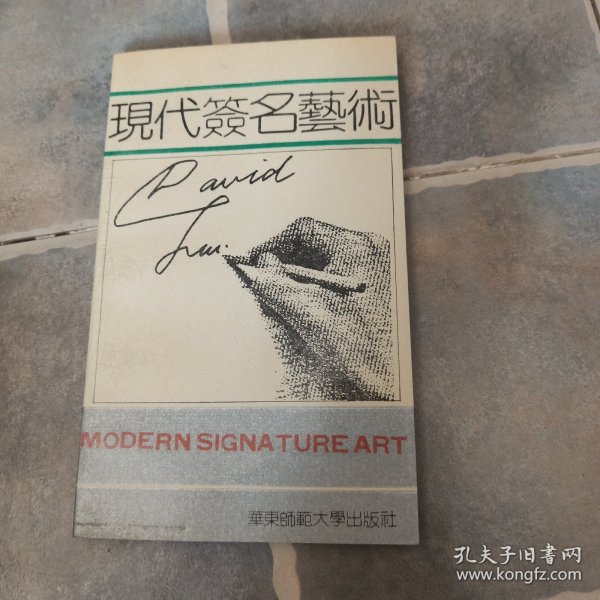 現代簽名藝術
David
MODERN SIGNATURE ART
華東師範大學出版社
孔夫子旧书网
www.kongfz.com